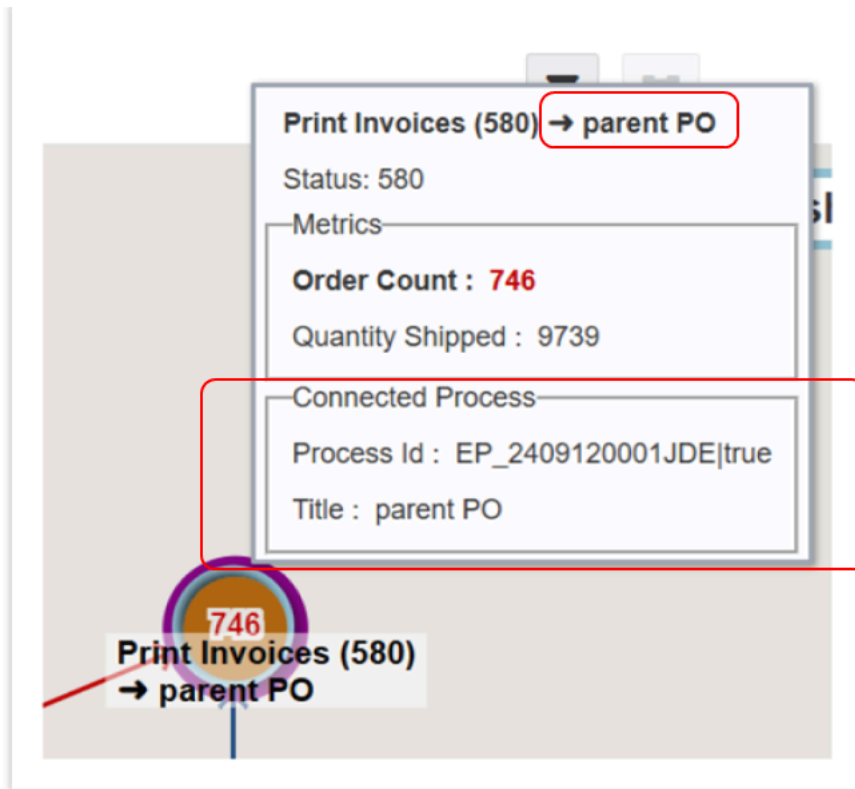 Print Invoices (580) ➔ parent PO
Status: 580
Metrics
Order Count : 746
Quantity Shipped : 9739
Connected Process
Process Id : EP_2409120001JDE|true
Title : parent PO
746
Print Invoices (580)
➔ parent PO